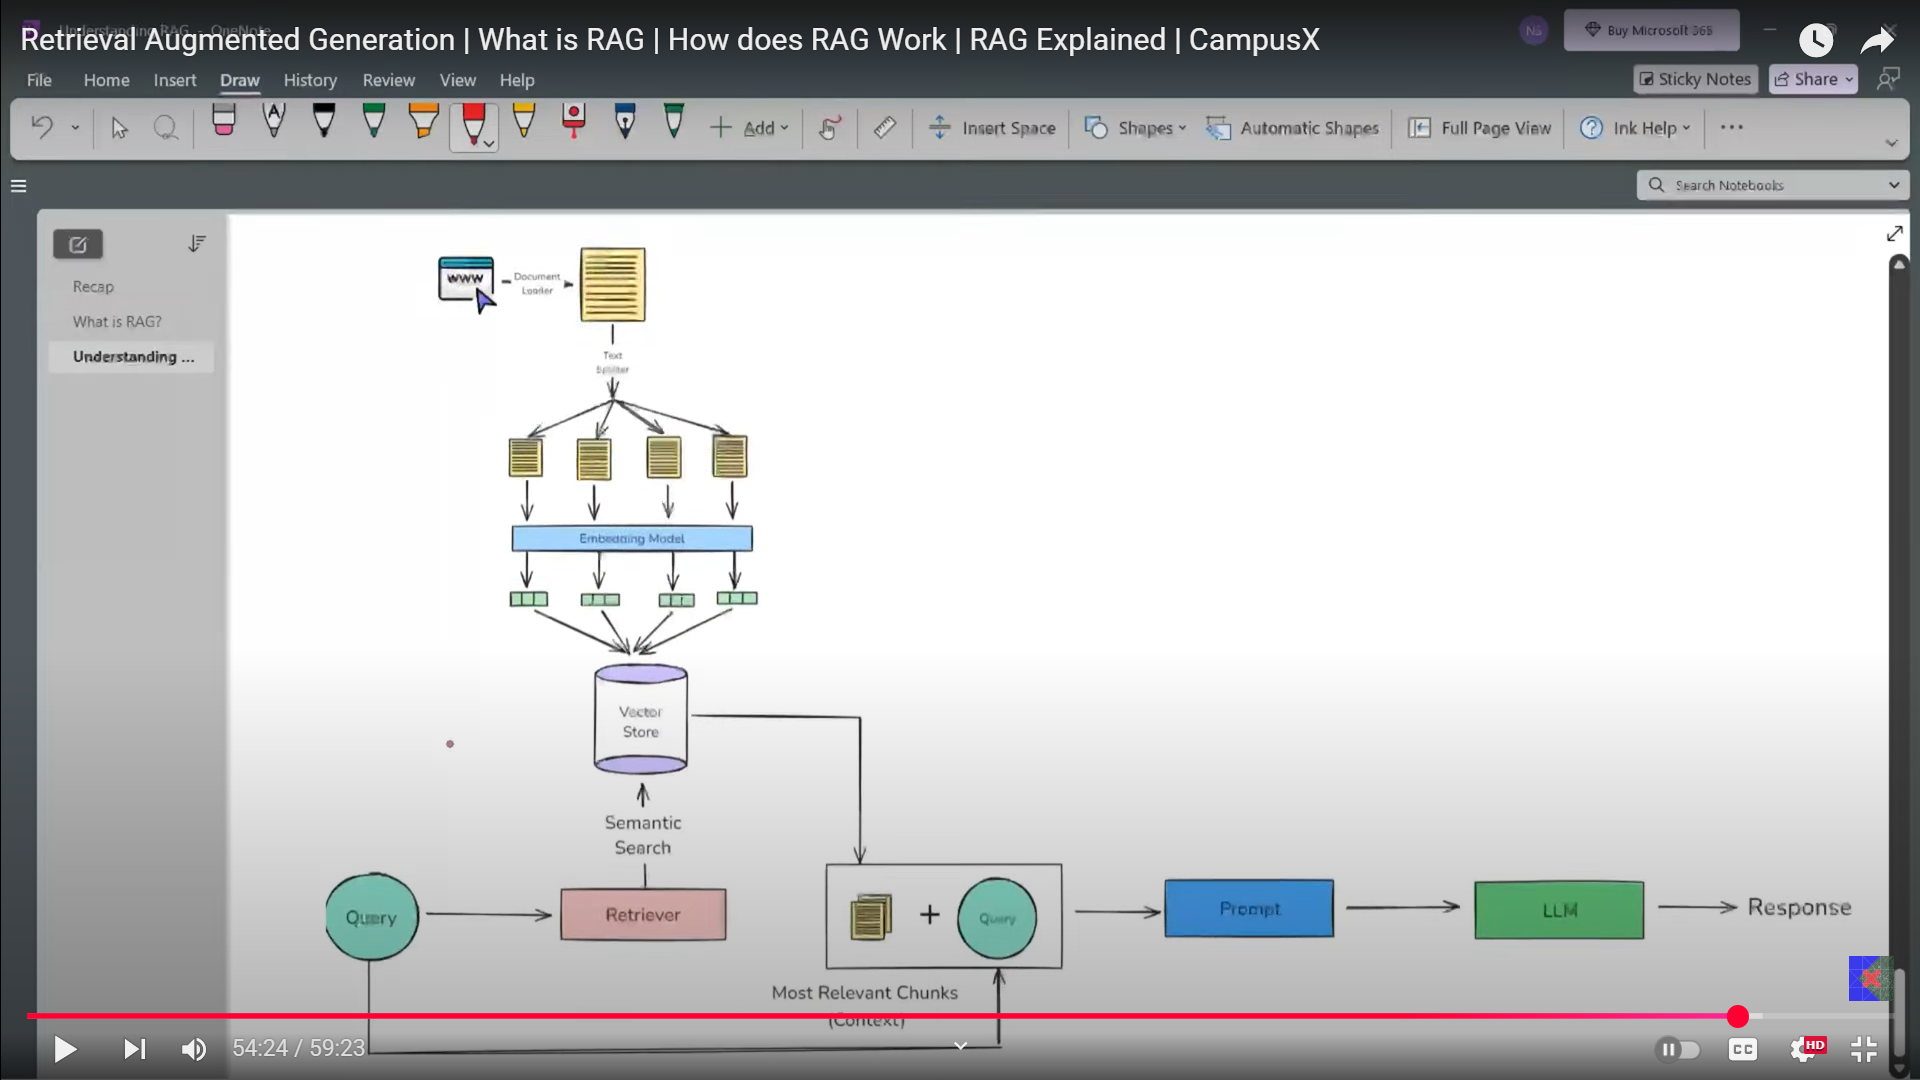 Retrieval Augmented Generation | What is RAG | How does RAG Work | RAG Explained | CampusX
Understanding RAG - OneNote
NS
Buy Microsoft 365
File Home Insert Draw History Review View Help
Sticky Notes
Share
Add
Insert Space
Shapes
Automatic Shapes
Full Page View
Ink Help
Search Notebooks
Recap
What is RAG?
Understanding ...
www
Document
Loader
Text
Splitter
Embedding Model
Vector
Store
Semantic
Search
Query
Retriever
+
Query
Prompt
LLM
Response
Most Relevant Chunks
(Context)
54:24 / 59:23
CC
HD